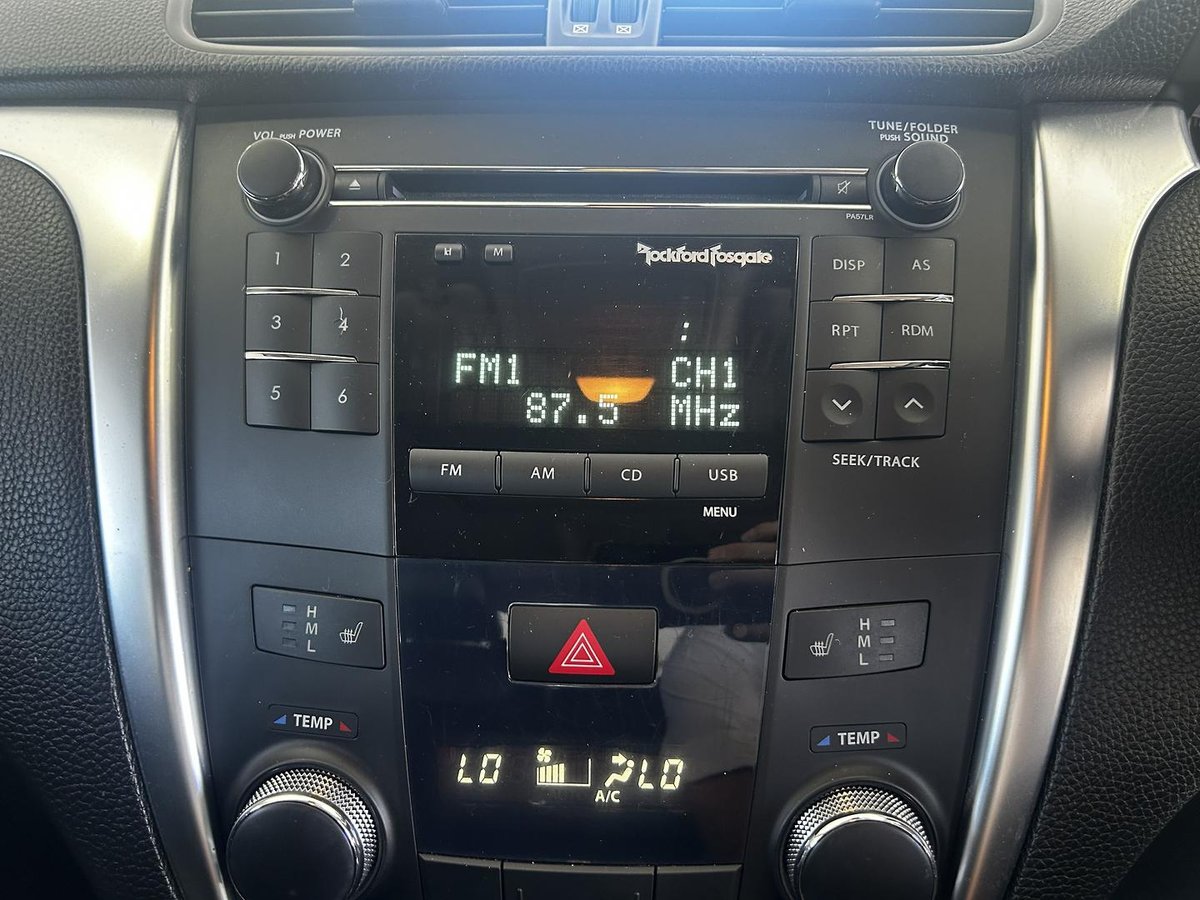 VOL PUSH POWER
TUNE/FOLDER
PUSH SOUND
PA57LR
M
Rockford Fosgate
1 2
3 4
5 6
DISP AS
RPT RDM
SEEK/TRACK
FM1 CH1
87.5 MHz
FM AM CD USB
MENU
H
M
L
H
M
L
TEMP
TEMP
LO LO
A/C